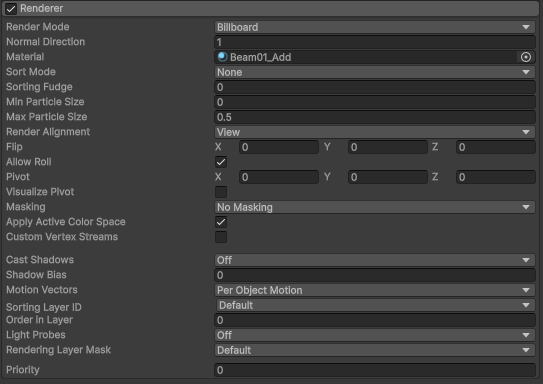 Renderer
Render Mode Billboard
Normal Direction 1
Material Beam01_Add
Sort Mode None
Sorting Fudge 0
Min Particle Size 0
Max Particle Size 0.5
Render Alignment View
Flip X 0 Y 0 Z 0
Allow Roll
Pivot X 0 Y 0 Z 0
Visualize Pivot
Masking No Masking
Apply Active Color Space
Custom Vertex Streams
Cast Shadows Off
Shadow Bias 0
Motion Vectors Per Object Motion
Sorting Layer ID Default
Order in Layer 0
Light Probes Off
Rendering Layer Mask Default
Priority 0